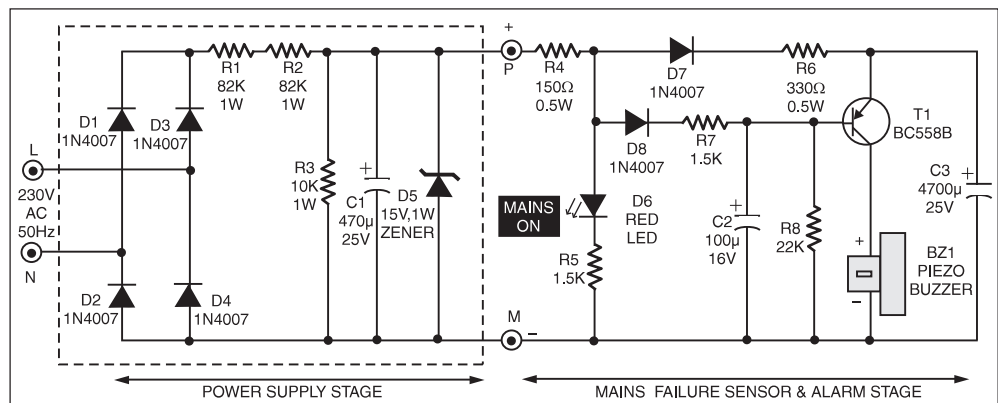 R1
82K
1W
R2
82K
1W
D1
1N4007
D3
1N4007
L
230V
AC
50Hz
N
R3
10K
1W
+
C1
470µ
25V
D5
15V,1W
ZENER
D2
1N4007
D4
1N4007
POWER SUPPLY STAGE
+
P
R4
150Ω
0.5W
D7
1N4007
R6
330Ω
0.5W
D8
1N4007
R7
1.5K
T1
BC558B
MAINS
ON
D6
RED
LED
R5
1.5K
+
C2
100µ
16V
R8
22K
C3
4700µ
25V
+
+
BZ1
PIEZO
BUZZER
–
M
–
MAINS FAILURE SENSOR & ALARM STAGE